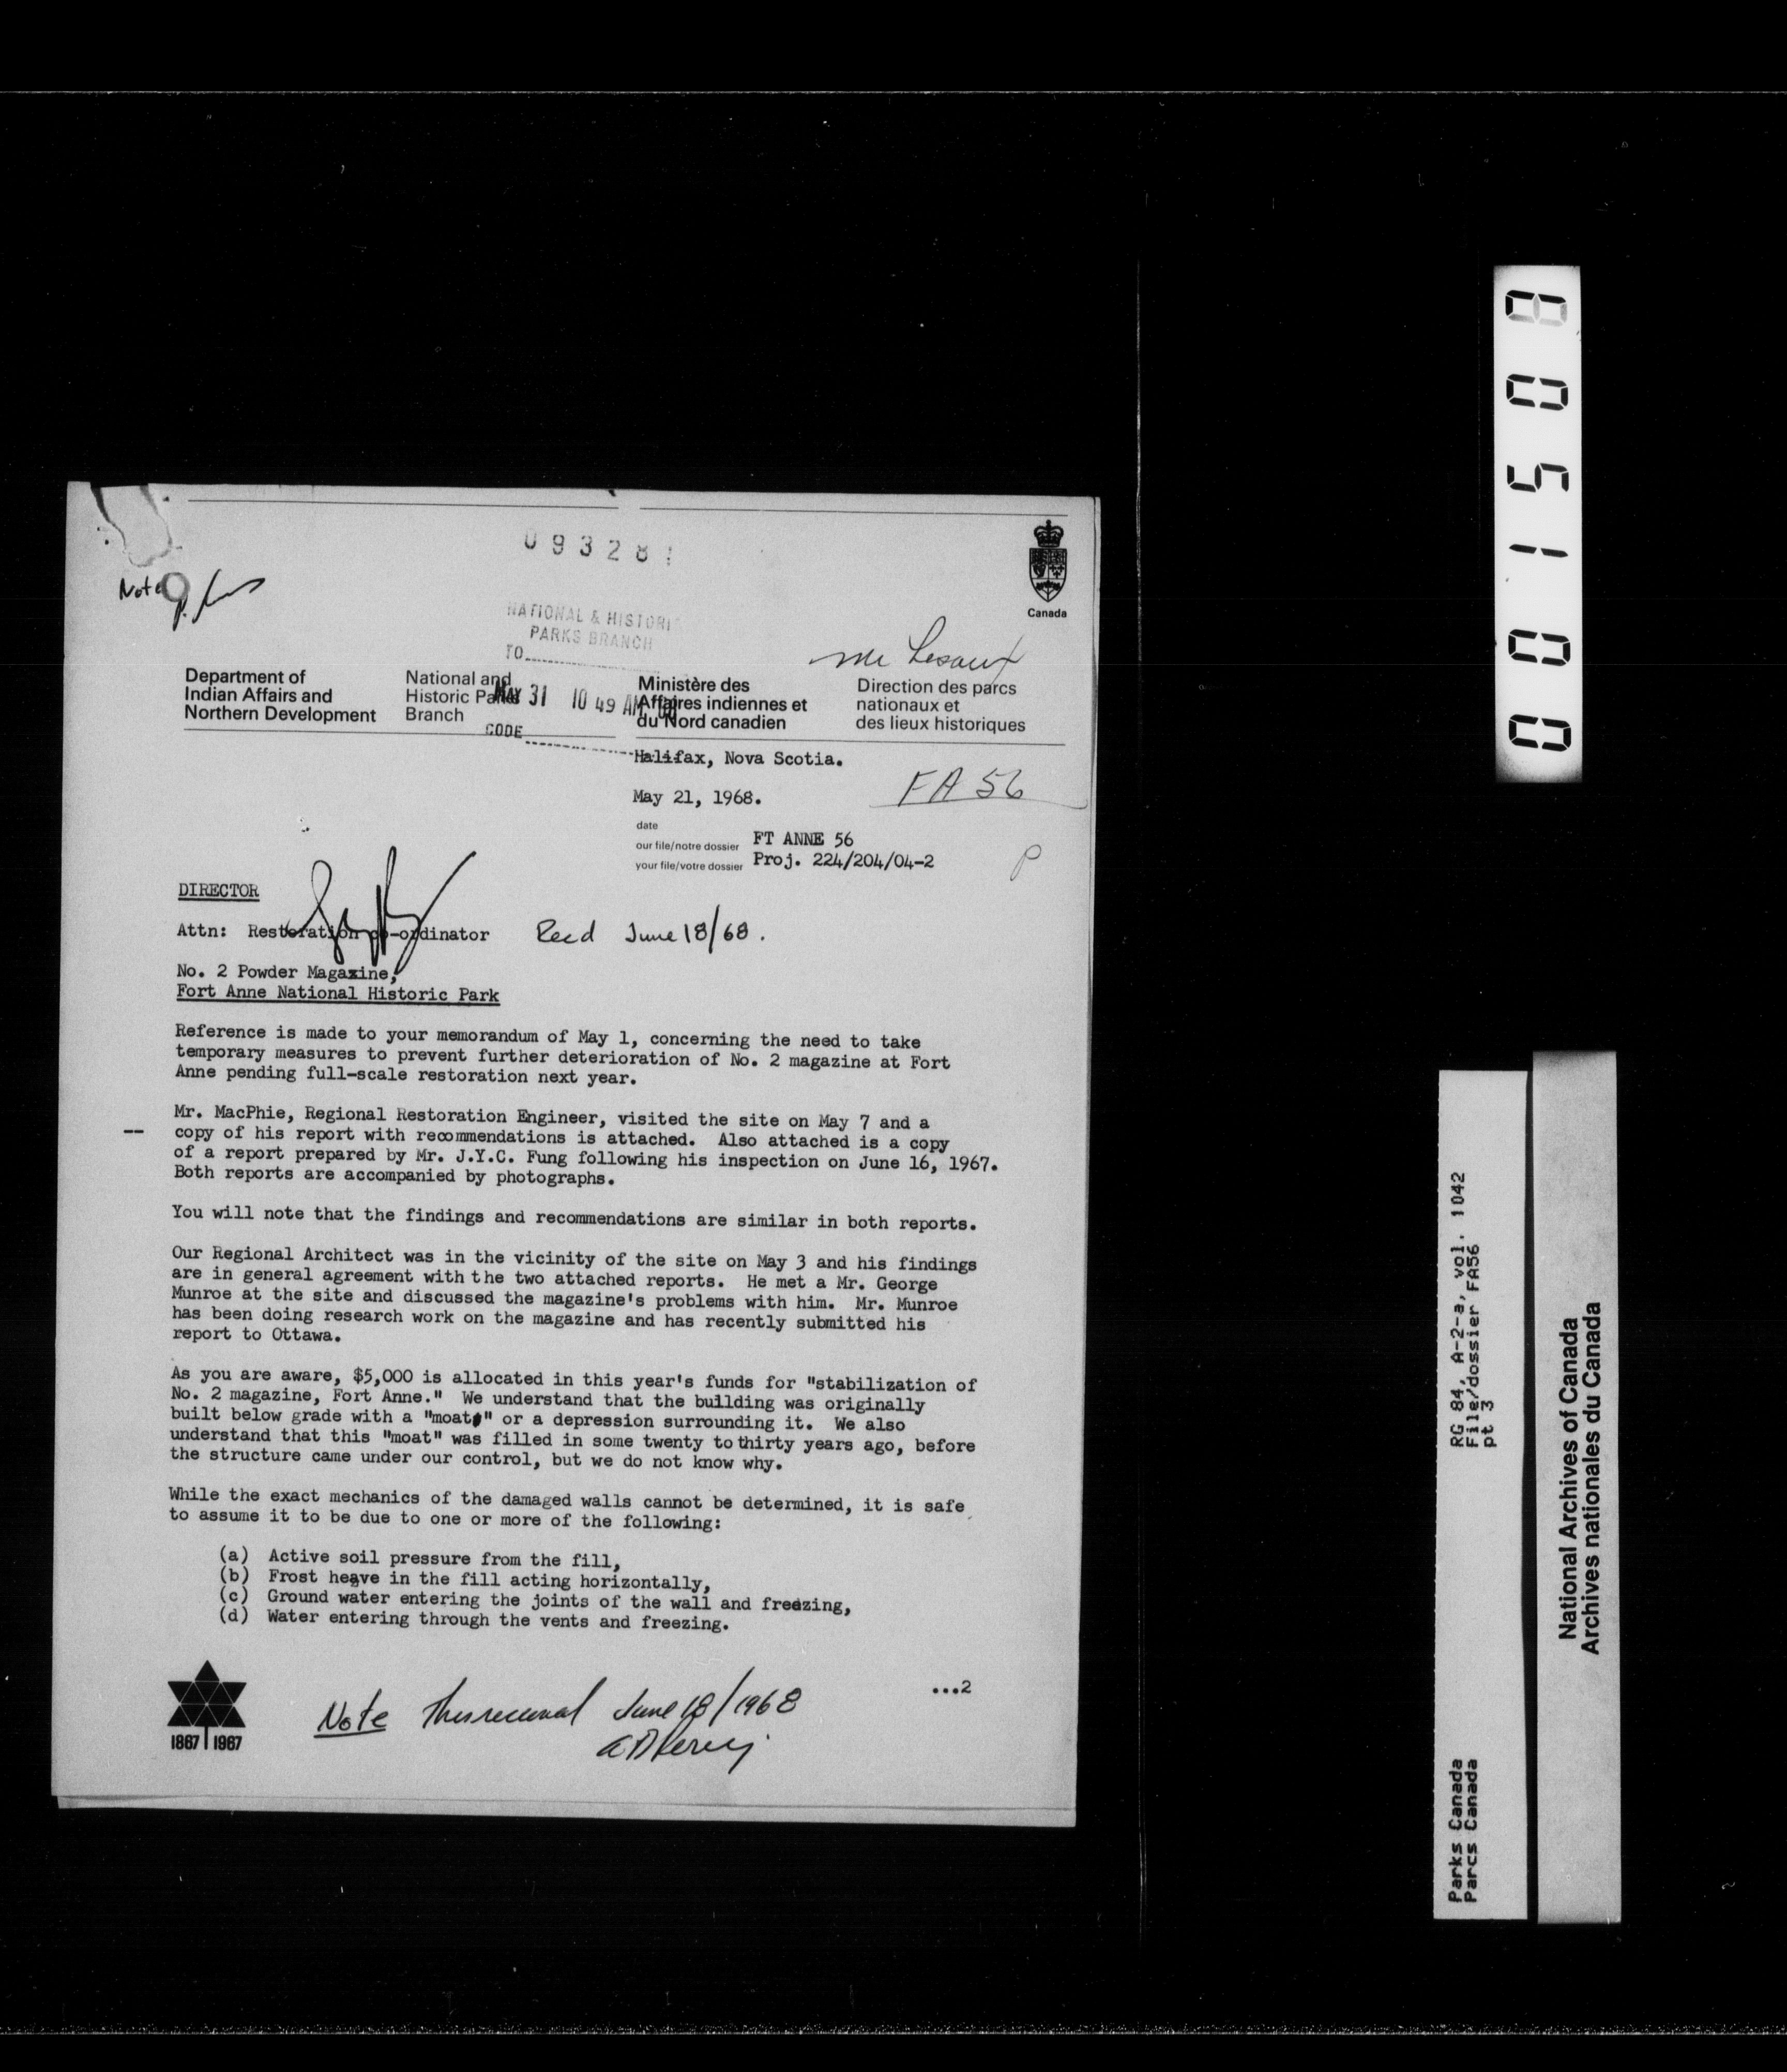 093281
Note
NATIONAL & HISTORI
PARKS BRANCH
TO
Canada
Department of
Indian Affairs and
Northern Development
National and
Historic Parks
Branch
MAY 31 10 49 AM
CODE
Ministère des
Affaires indiennes et
du Nord canadien
Direction des parcs
nationaux et
des lieux historiques
Halifax, Nova Scotia.
FA 56
May 21, 1968.
date
our file/notre dossier FT ANNE 56
your file/votre dossier Proj. 224/204/04-2
DIRECTOR
Attn: Restoration co-ordinator Recd June 18/68.
No. 2 Powder Magazine,
Fort Anne National Historic Park
Reference is made to your memorandum of May 1, concerning the need to take
temporary measures to prevent further deterioration of No. 2 magazine at Fort
Anne pending full-scale restoration next year.
-- Mr. MacPhie, Regional Restoration Engineer, visited the site on May 7 and a
copy of his report with recommendations is attached. Also attached is a copy
of a report prepared by Mr. J.Y.C. Fung following his inspection on June 16, 1967.
Both reports are accompanied by photographs.
You will note that the findings and recommendations are similar in both reports.
Our Regional Architect was in the vicinity of the site on May 3 and his findings
are in general agreement with the two attached reports. He met a Mr. George
Munroe at the site and discussed the magazine's problems with him. Mr. Munroe
has been doing research work on the magazine and has recently submitted his
report to Ottawa.
As you are aware, $5,000 is allocated in this year's funds for "stabilization of
No. 2 magazine, Fort Anne." We understand that the building was originally
built below grade with a "moat" or a depression surrounding it. We also
understand that this "moat" was filled in some twenty to thirty years ago, before
the structure came under our control, but we do not know why.
While the exact mechanics of the damaged walls cannot be determined, it is safe
to assume it to be due to one or more of the following:
(a) Active soil pressure from the fill,
(b) Frost heave in the fill acting horizontally,
(c) Ground water entering the joints of the wall and freezing,
(d) Water entering through the vents and freezing.
...2
Note June 18/1968
1867 1967
001508
RG 84, A-2-a, vol. 1042
File/dossier FA56
pt 3
Parks Canada
Parcs Canada
National Archives of Canada
Archives nationales du Canada